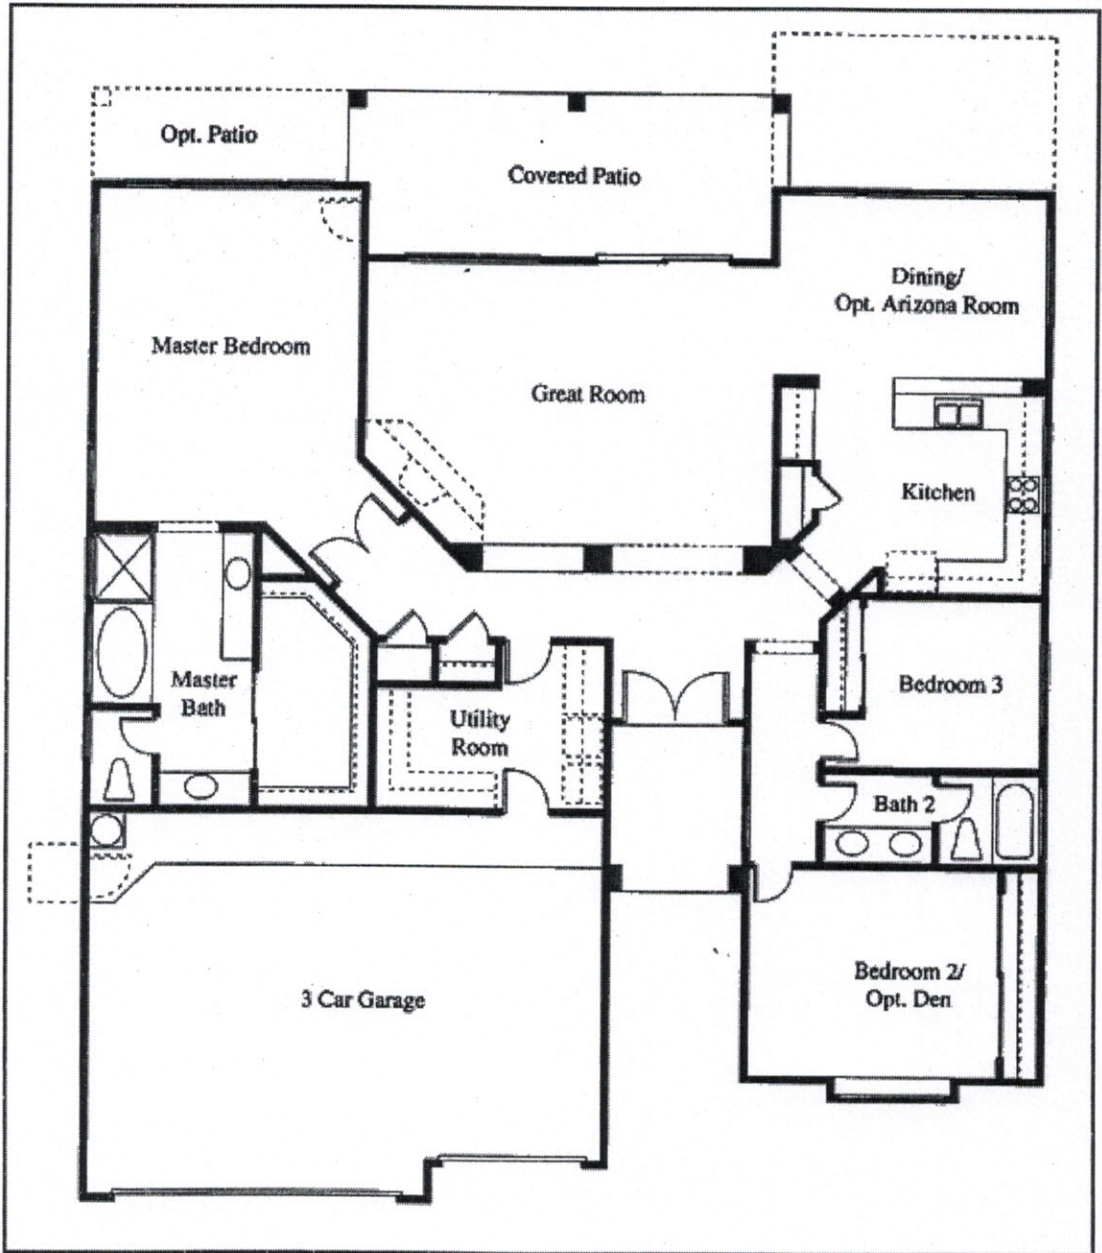 Opt. Patio
Covered Patio
Dining/
Opt. Arizona Room
Master Bedroom
Great Room
Kitchen
Master
Bath
Utility
Room
Bedroom 3
Bath 2
3 Car Garage
Bedroom 2/
Opt. Den